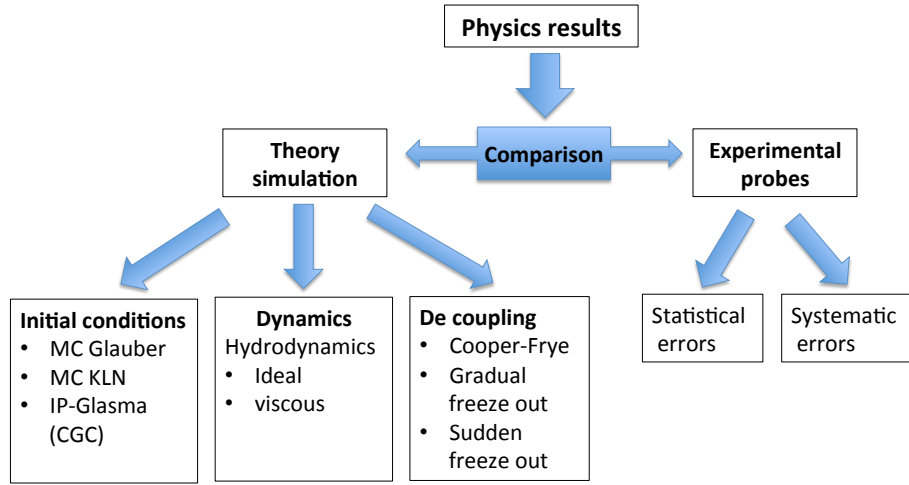 Physics results
Comparison
Theory
simulation
Experimental
probes
Initial conditions
• MC Glauber
• MC KLN
• IP-Glasma
(CGC)
Dynamics
Hydrodynamics
• Ideal
• viscous
De coupling
• Cooper-Frye
• Gradual
freeze out
• Sudden
freeze out
Statistical
errors
Systematic
errors